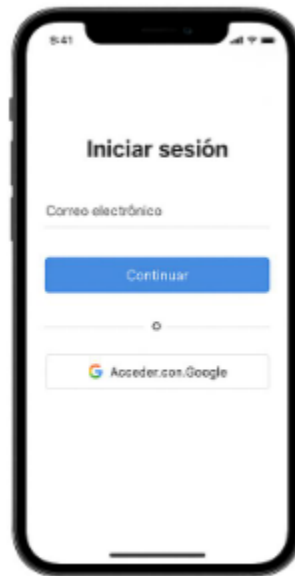 9:41
Iniciar sesión
Correo electrónico
Continuar
O
Acceder con Google